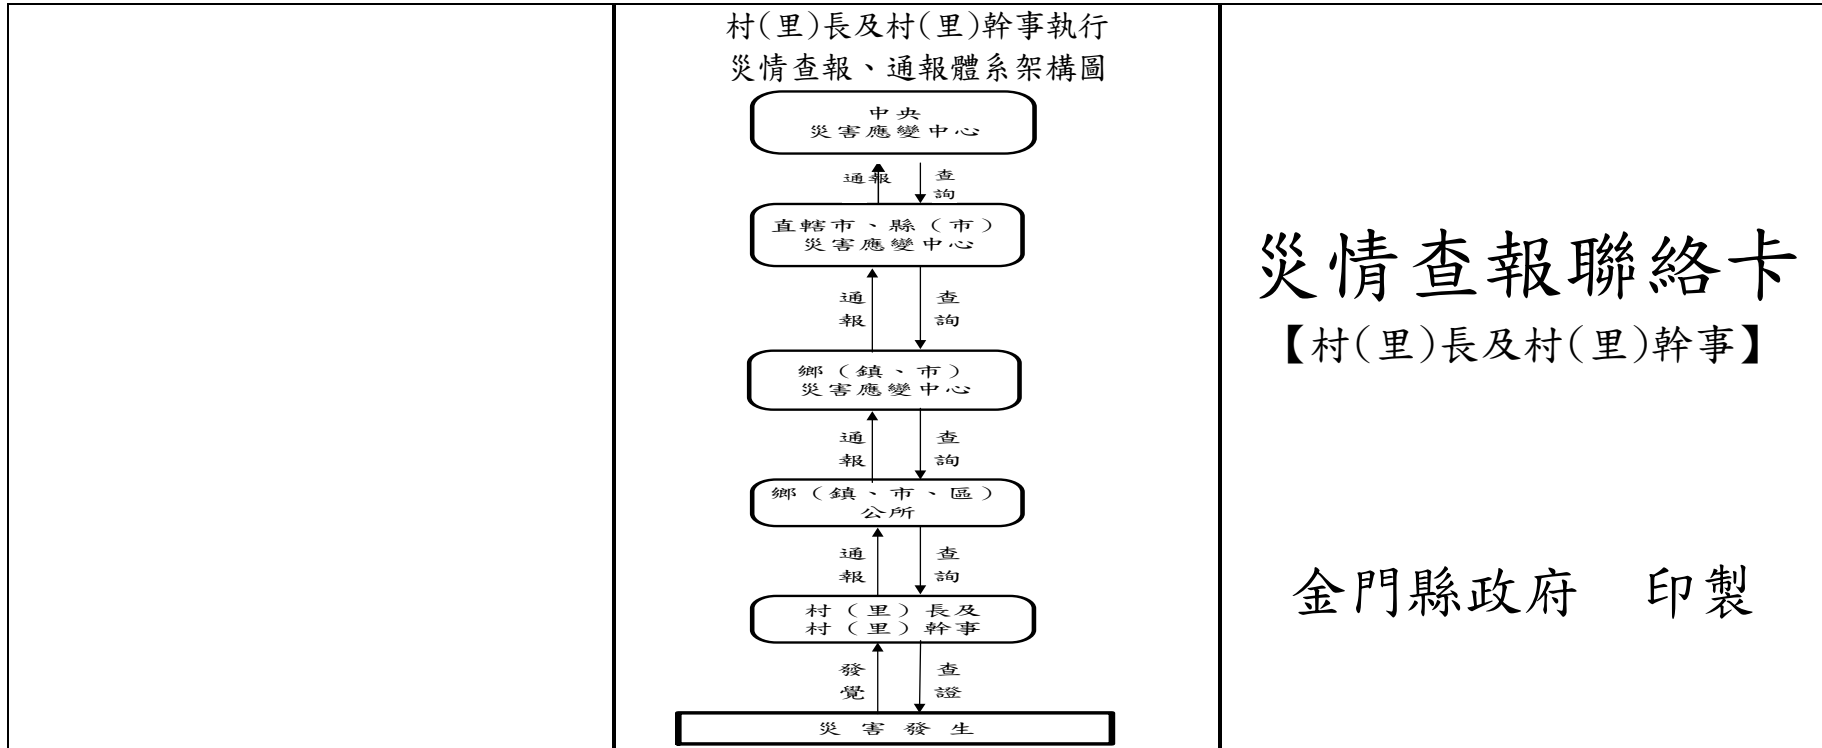 村(里)長及村(里)幹事執行
災情查報、通報體系架構圖
中央
災害應變中心
通報
查詢
直轄市、縣（市）
災害應變中心
通報
查詢
鄉（鎮、市）
災害應變中心
通報
查詢
鄉（鎮、市、區）
公所
通報
查詢
村（里）長及
村（里）幹事
發覺
查證
災害發生
災情查報聯絡卡
【村(里)長及村(里)幹事】
金門縣政府　印製